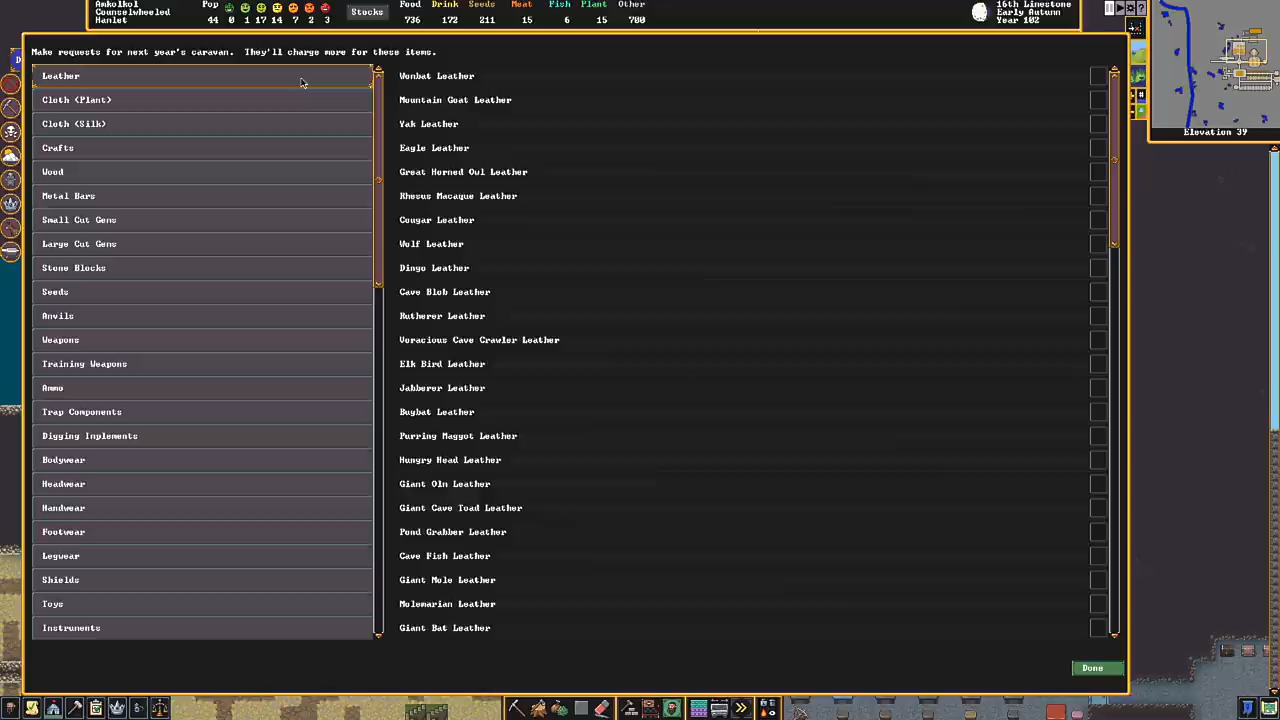 Amkolkol
Counselwheeled
Hamlet
Pop
44 0 1 17 14 7 2 3
Stocks
Food Drink Seeds Meat Fish Plant Other
736 172 211 15 6 15 700
16th Limestone
Early Autumn
Year 102
Elevation 39
Make requests for next year's caravan. They'll charge more for these items.
Leather
Cloth (Plant)
Cloth (Silk)
Crafts
Wood
Metal Bars
Small Cut Gems
Large Cut Gems
Stone Blocks
Seeds
Anvils
Weapons
Training Weapons
Ammo
Trap Components
Digging Implements
Bodywear
Headwear
Handwear
Footwear
Legwear
Shields
Toys
Instruments
Wombat Leather
Mountain Goat Leather
Yak Leather
Eagle Leather
Great Horned Owl Leather
Rhesus Macaque Leather
Cougar Leather
Wolf Leather
Dingo Leather
Cave Blob Leather
Rutherer Leather
Voracious Cave Crawler Leather
Elk Bird Leather
Jabberer Leather
Bugbat Leather
Purring Maggot Leather
Hungry Head Leather
Giant Olm Leather
Giant Cave Toad Leather
Pond Grabber Leather
Cave Fish Leather
Giant Mole Leather
Molemarian Leather
Giant Bat Leather
Done